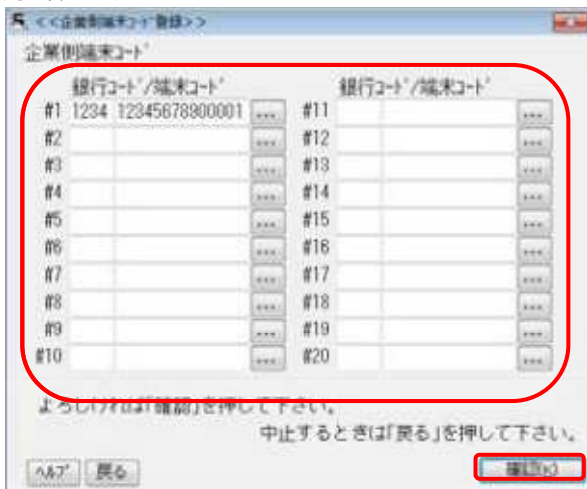 <<企業側端末ｺｰﾄﾞ登録>>
企業側端末ｺｰﾄﾞ
銀行ｺｰﾄﾞ/端末ｺｰﾄﾞ 銀行ｺｰﾄﾞ/端末ｺｰﾄﾞ
#1 1234 12345678900001 ... #11 ...
#2 ... #12 ...
#3 ... #13 ...
#4 ... #14 ...
#5 ... #15 ...
#6 ... #16 ...
#7 ... #17 ...
#8 ... #18 ...
#9 ... #19 ...
#10 ... #20 ...
よろしければ「確認」を押して下さい。
中止するときは「戻る」を押して下さい。
ﾍﾙﾌﾟ 戻る 確認(K)